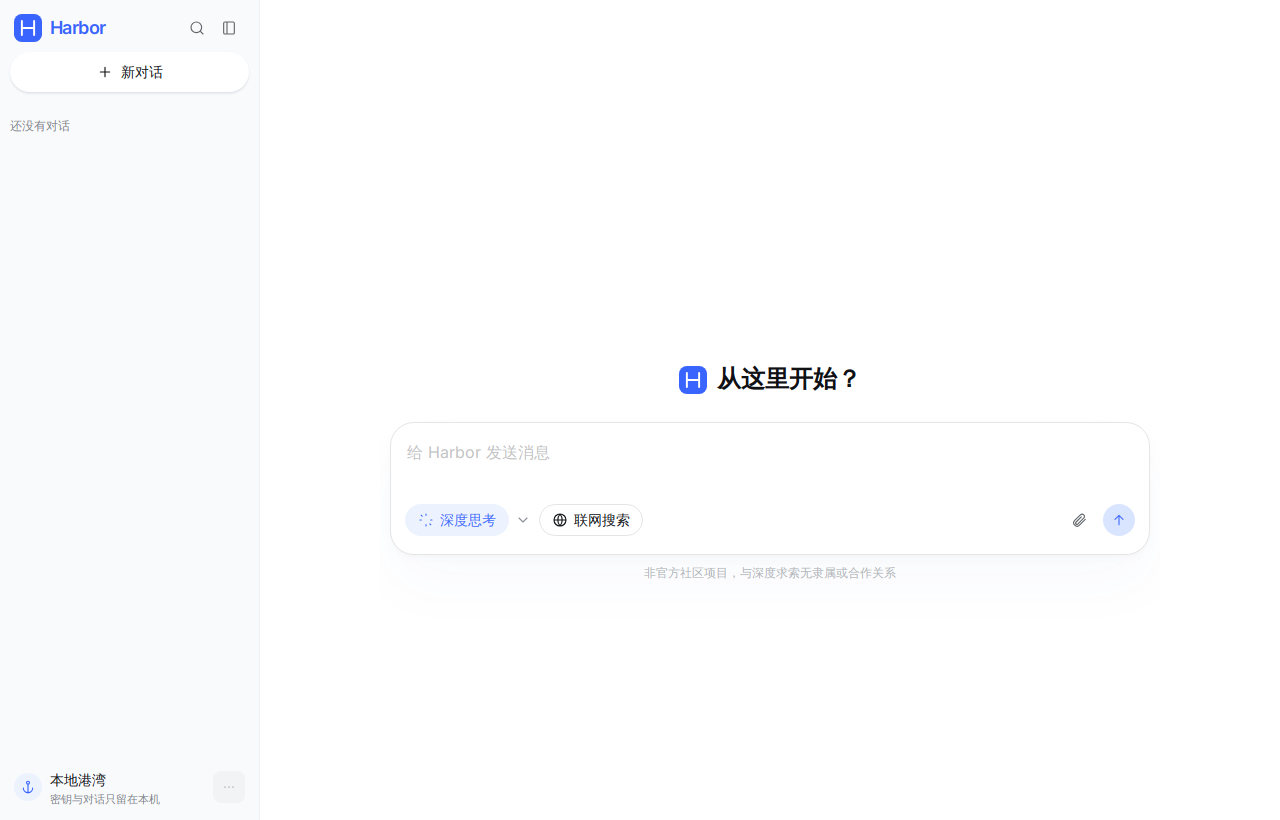 Harbor
新对话
还没有对话
从这里开始？
给 Harbor 发送消息
深度思考
联网搜索
非官方社区项目，与深度求索无隶属或合作关系
本地港湾
密钥与对话只留在本机